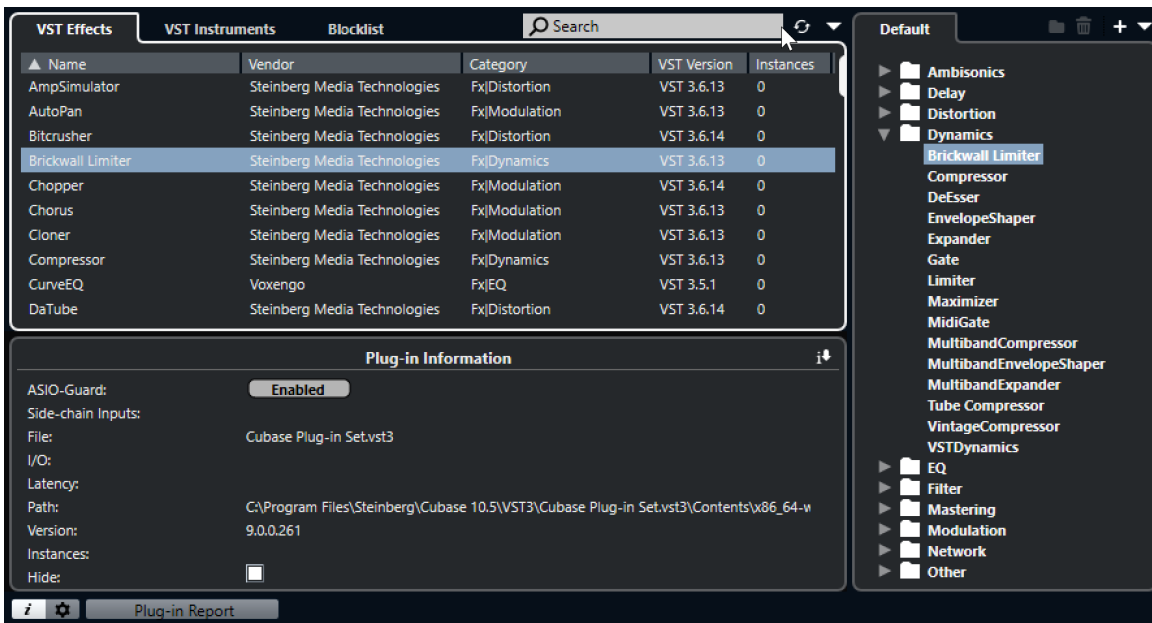 VST Effects VST Instruments Blocklist Search
Name Vendor Category VST Version Instances
AmpSimulator Steinberg Media Technologies Fx|Distortion VST 3.6.13 0
AutoPan Steinberg Media Technologies Fx|Modulation VST 3.6.13 0
Bitcrusher Steinberg Media Technologies Fx|Distortion VST 3.6.14 0
Brickwall Limiter Steinberg Media Technologies Fx|Dynamics VST 3.6.13 0
Chopper Steinberg Media Technologies Fx|Modulation VST 3.6.14 0
Chorus Steinberg Media Technologies Fx|Modulation VST 3.6.13 0
Cloner Steinberg Media Technologies Fx|Modulation VST 3.6.13 0
Compressor Steinberg Media Technologies Fx|Dynamics VST 3.6.13 0
CurveEQ Voxengo Fx|EQ VST 3.5.1 0
DaTube Steinberg Media Technologies Fx|Distortion VST 3.6.14 0
Plug-in Information
ASIO-Guard: Enabled
Side-chain Inputs:
File: Cubase Plug-in Set.vst3
I/O:
Latency:
Path: C:\Program Files\Steinberg\Cubase 10.5\VST3\Cubase Plug-in Set.vst3\Contents\x86_64-w
Version: 9.0.0.261
Instances:
Hide:
i Plug-in Report
Default
Ambisonics
Delay
Distortion
Dynamics
Brickwall Limiter
Compressor
DeEsser
EnvelopeShaper
Expander
Gate
Limiter
Maximizer
MidiGate
MultibandCompressor
MultibandEnvelopeShaper
MultibandExpander
Tube Compressor
VintageCompressor
VSTDynamics
EQ
Filter
Mastering
Modulation
Network
Other